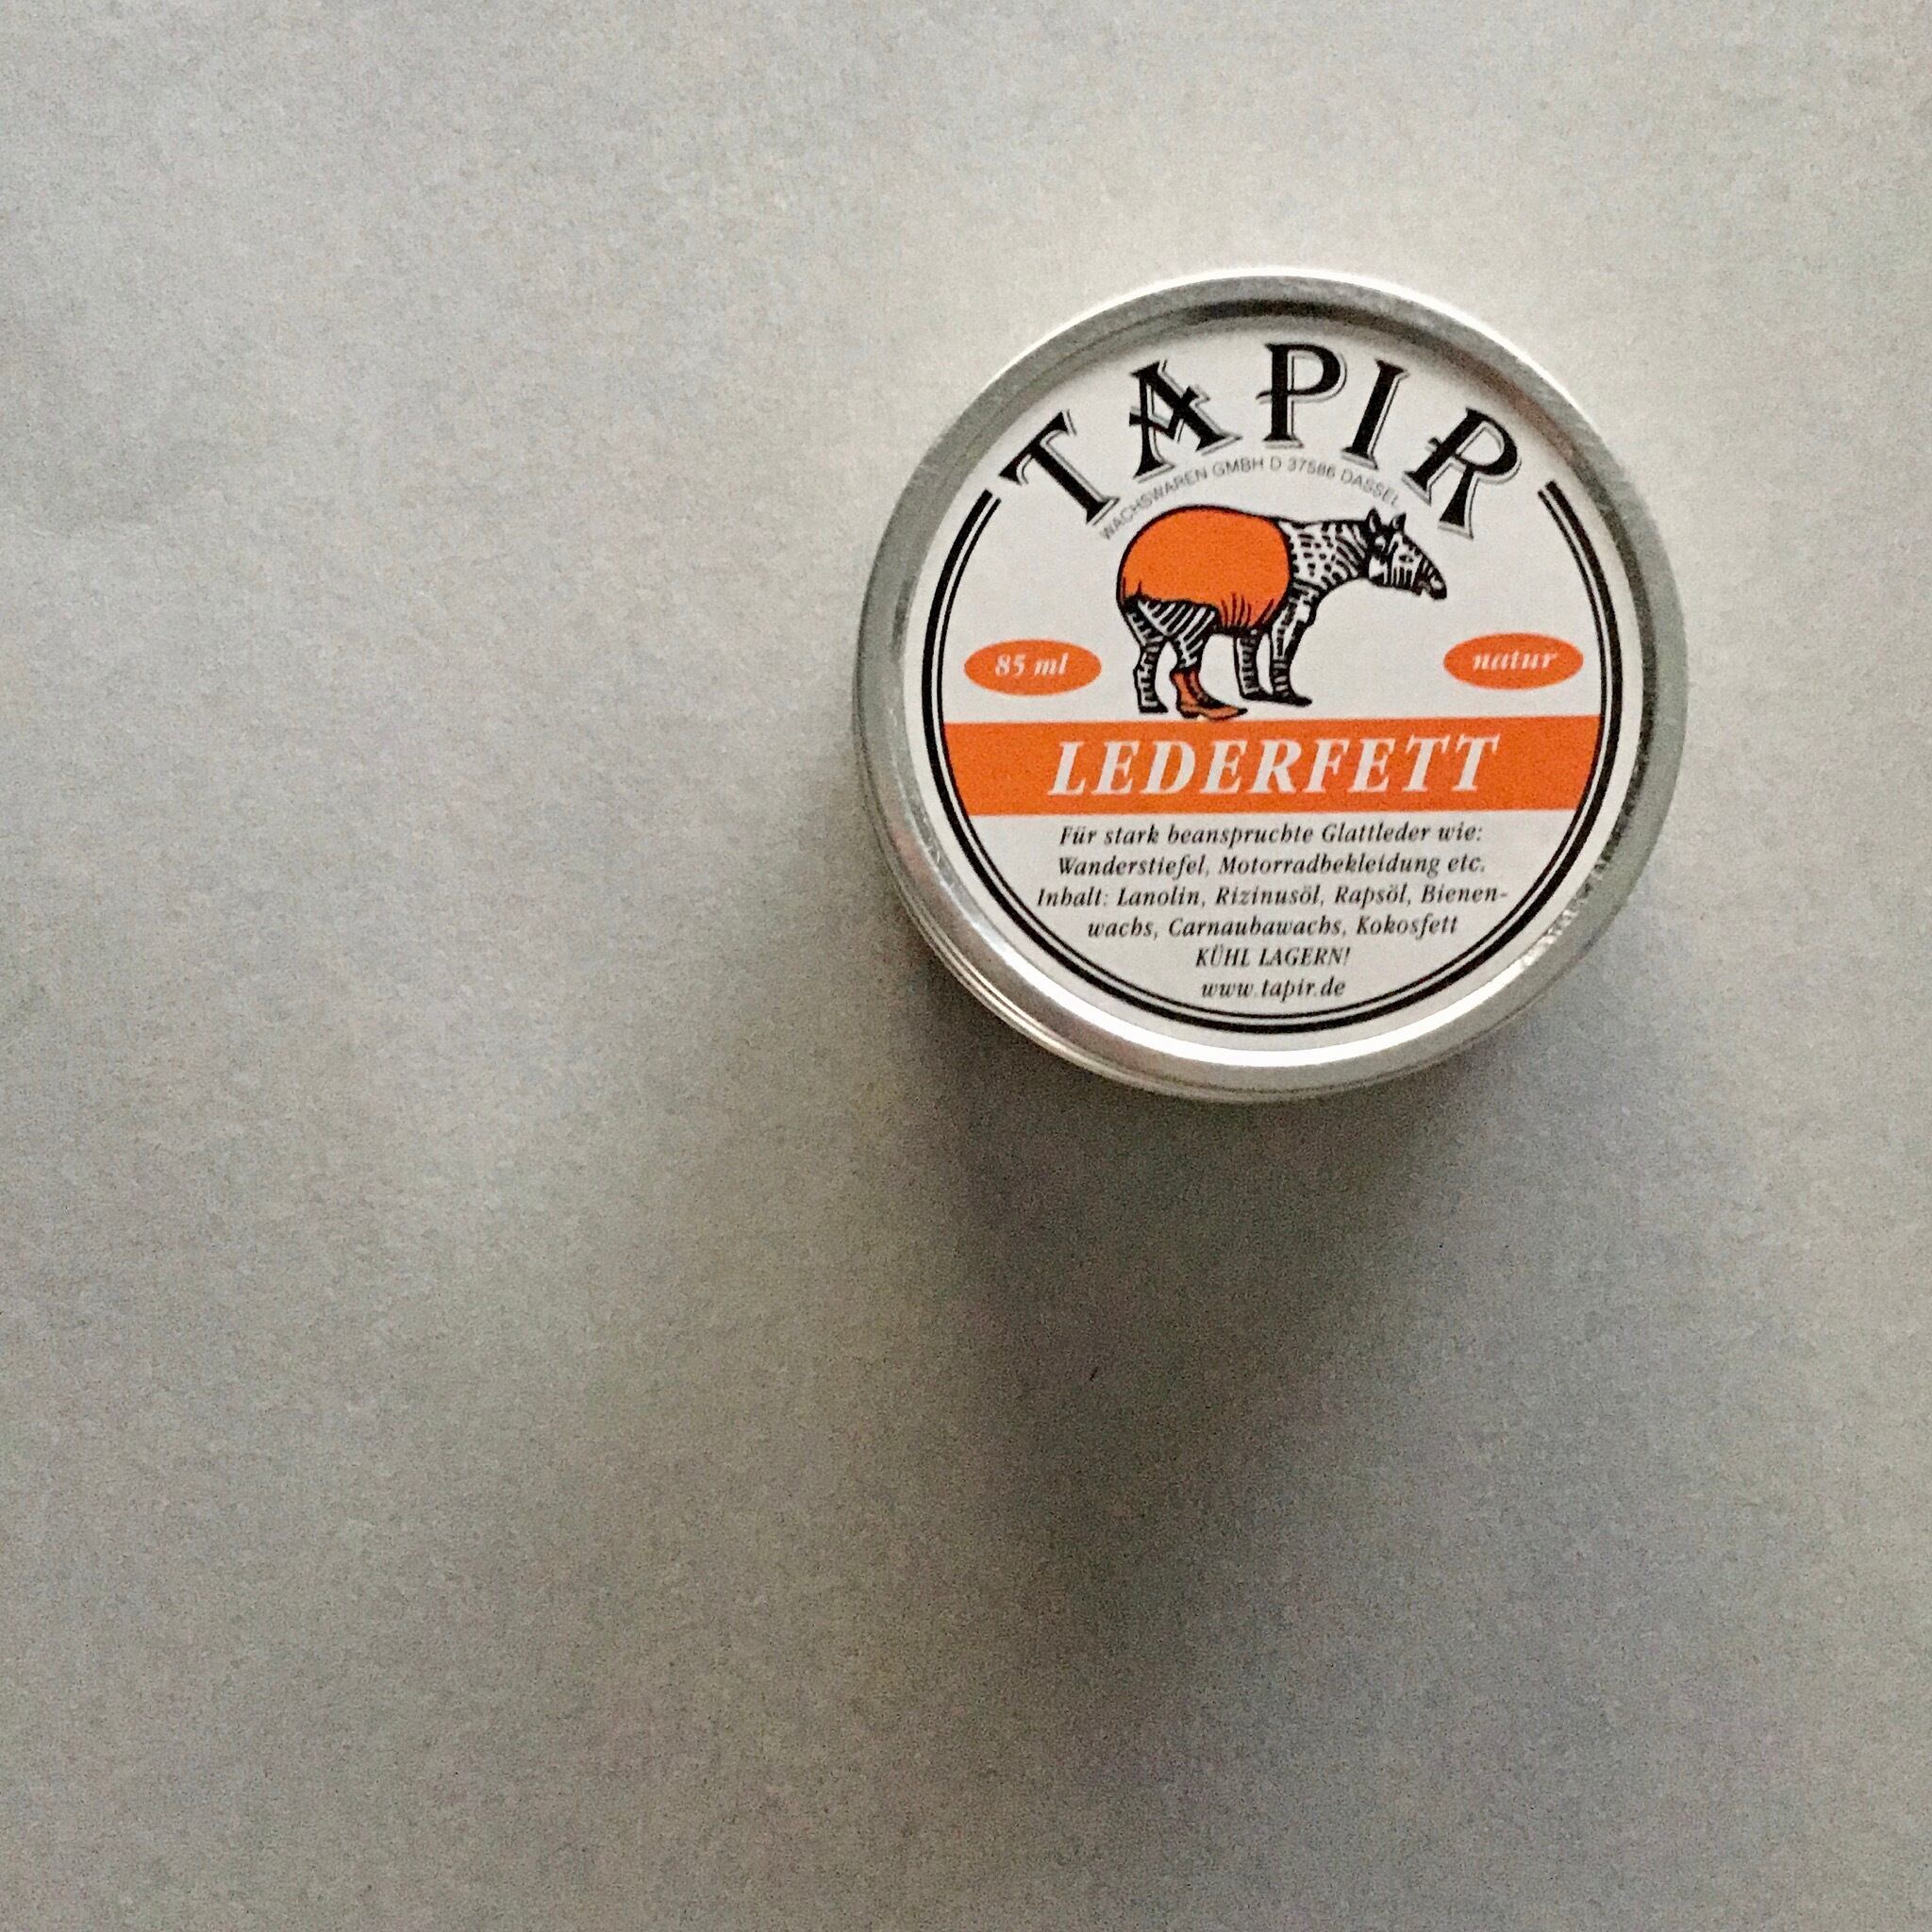 TAPIR
WACHSWAREN GMBH D 37586 DASSEL
85 ml
natur
LEDERFETT
Für stark beanspruchte Glattleder wie:
Wanderstiefel, Motorradbekleidung etc.
Inhalt: Lanolin, Rizinusöl, Rapsöl, Bienen-
wachs, Carnaubawachs, Kokosfett
KÜHL LAGERN!
www.tapir.de